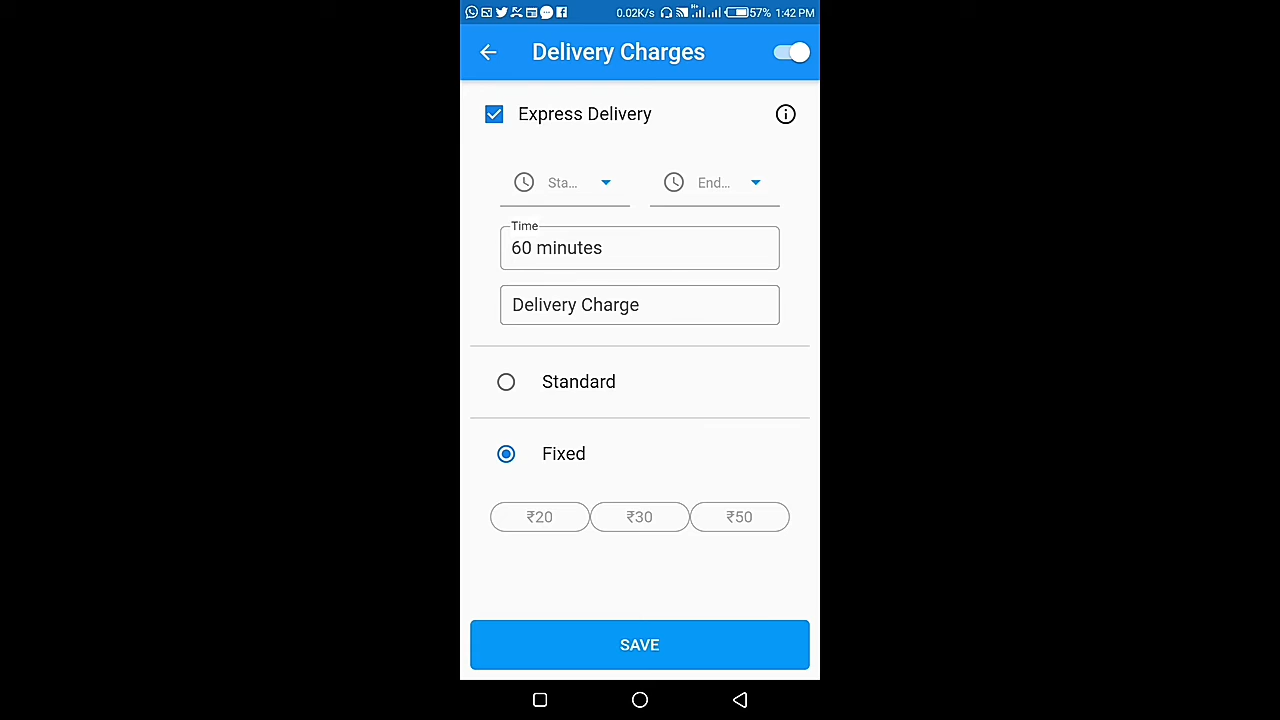 0.02K/s 57% 1:42 PM
Delivery Charges
Express Delivery
Sta... End...
Time
60 minutes
Delivery Charge
Standard
Fixed
₹20 ₹30 ₹50
SAVE